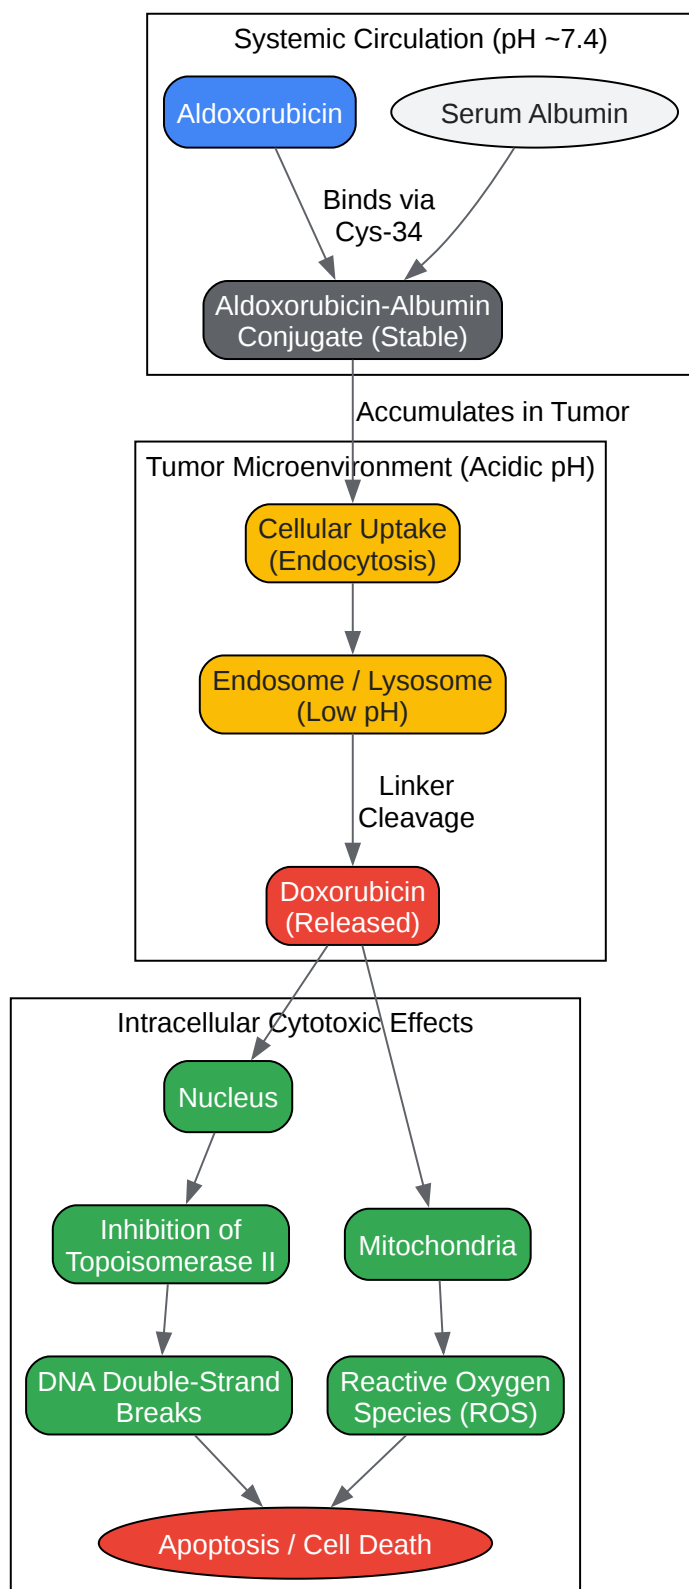 Systemic Circulation (pH ~7.4)
Aldoxorubicin
Serum Albumin
Binds via
Cys-34
Aldoxorubicin-Albumin
Conjugate (Stable)
Accumulates in Tumor
Tumor Microenvironment (Acidic pH)
Cellular Uptake
(Endocytosis)
Endosome / Lysosome
(Low pH)
Linker
Cleavage
Doxorubicin
(Released)
Intracellular Cytotoxic Effects
Nucleus
Inhibition of
Topoisomerase II
Mitochondria
DNA Double-Strand
Breaks
Reactive Oxygen
Species (ROS)
Apoptosis / Cell Death